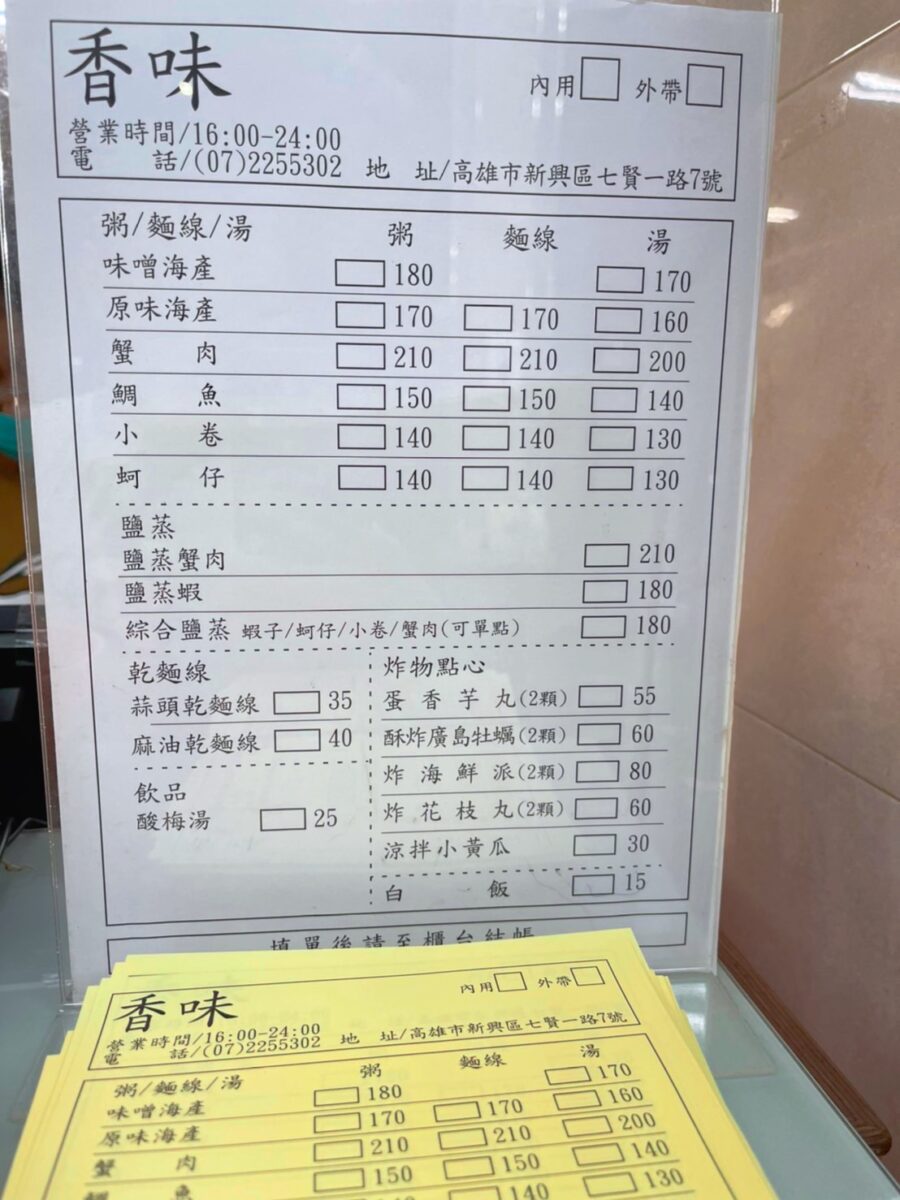 香味 內用 外帶
營業時間/16:00-24:00
電話/(07)2255302 地址/高雄市新興區七賢一路7號
粥/麵線/湯 粥 麵線 湯
味噌海產 180 170
原味海產 170 170 160
蟹肉 210 210 200
鯛魚 150 150 140
小卷 140 140 130
蚵仔 140 140 130
鹽蒸
鹽蒸蟹肉 210
鹽蒸蝦 180
綜合鹽蒸 蝦子/蚵仔/小卷/蟹肉(可單點) 180
乾麵線
蒜頭乾麵線 35
麻油乾麵線 40
飲品
酸梅湯 25
炸物點心
蛋香芋丸(2顆) 55
酥炸廣島牡蠣(2顆) 60
炸海鮮派(2顆) 80
炸花枝丸(2顆) 60
涼拌小黃瓜 30
白飯 15
填單後請至櫃台結帳
香味 內用 外帶
營業時間/16:00-24:00
電話/(07)2255302 地址/高雄市新興區七賢一路7號
粥/麵線/湯 粥 麵線 湯
味噌海產 180 170
原味海產 170 170 160
蟹肉 210 210 200
鯛魚 150 150 140
140 130